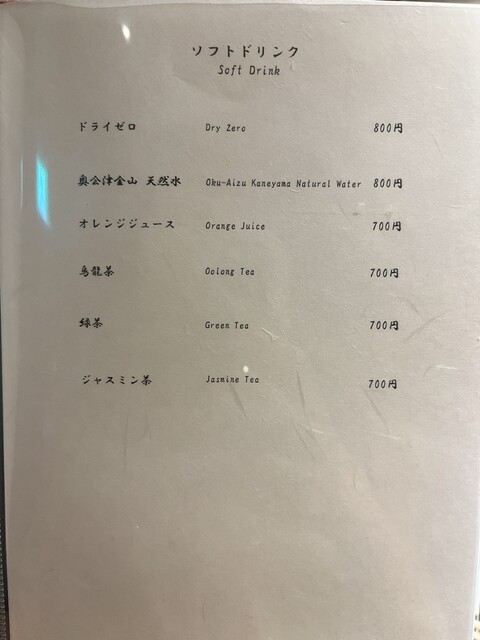 ソフトドリンク
Soft Drink
ドライゼロ Dry Zero 800円
奥会津金山 天然水 Oku-Aizu Kaneyama Natural Water 800円
オレンジジュース Orange Juice 700円
烏龍茶 Oolong Tea 700円
緑茶 Green Tea 700円
ジャスミン茶 Jasmine Tea 700円